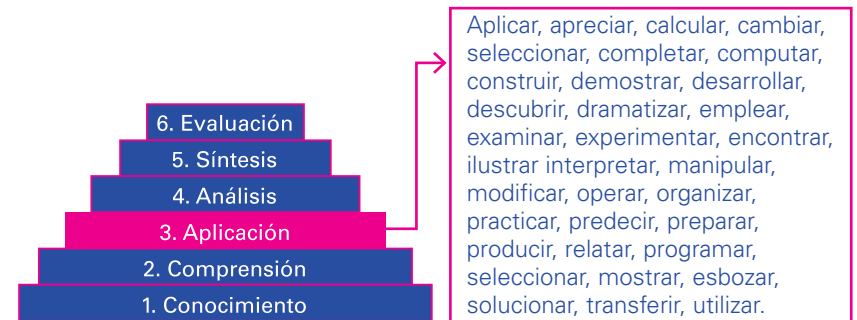 6. Evaluación
5. Síntesis
4. Análisis
3. Aplicación
2. Comprensión
1. Conocimiento
Aplicar, apreciar, calcular, cambiar,
seleccionar, completar, computar,
construir, demostrar, desarrollar,
descubrir, dramatizar, emplear,
examinar, experimentar, encontrar,
ilustrar interpretar, manipular,
modificar, operar, organizar,
practicar, predecir, preparar,
producir, relatar, programar,
seleccionar, mostrar, esbozar,
solucionar, transferir, utilizar.